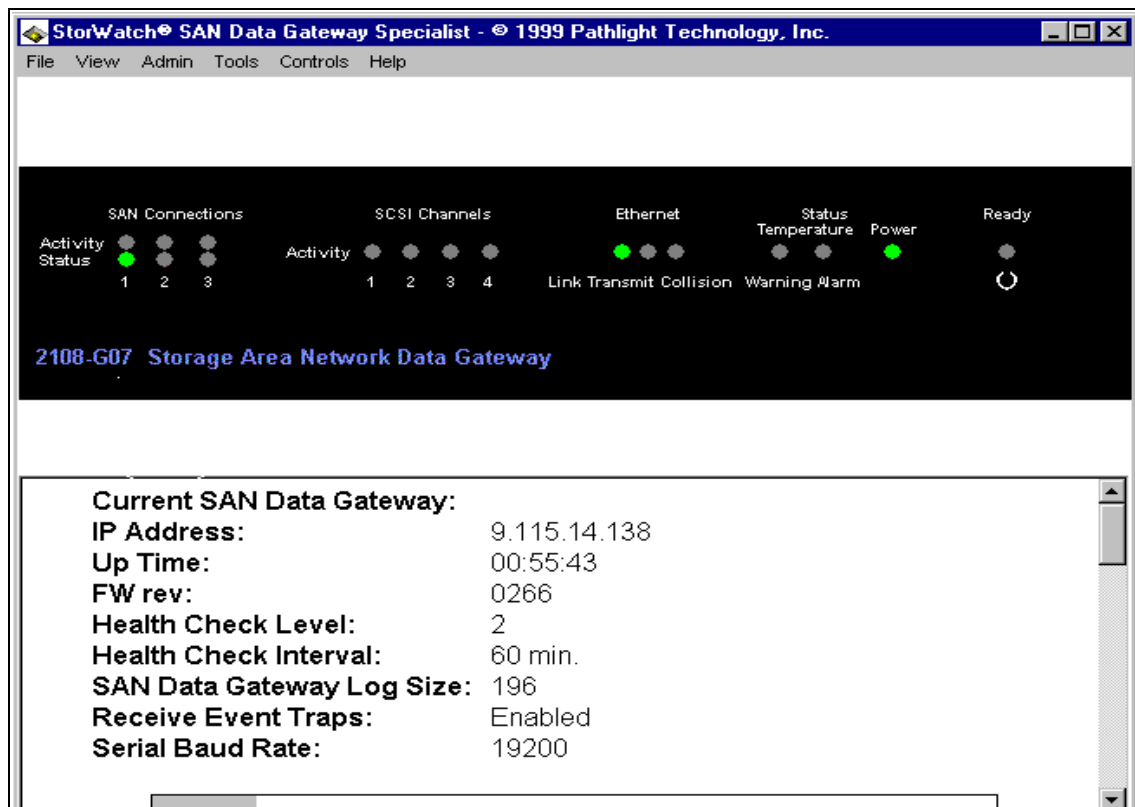 StorWatch® SAN Data Gateway Specialist - © 1999 Pathlight Technology, Inc.
File View Admin Tools Controls Help
SAN Connections SCSI Channels Ethernet Status Ready
Temperature Power
Activity
Status
Activity
1 2 3 1 2 3 4 Link Transmit Collision Warning Alarm
2108-G07 Storage Area Network Data Gateway
Current SAN Data Gateway:
IP Address: 9.115.14.138
Up Time: 00:55:43
FW rev: 0266
Health Check Level: 2
Health Check Interval: 60 min.
SAN Data Gateway Log Size: 196
Receive Event Traps: Enabled
Serial Baud Rate: 19200